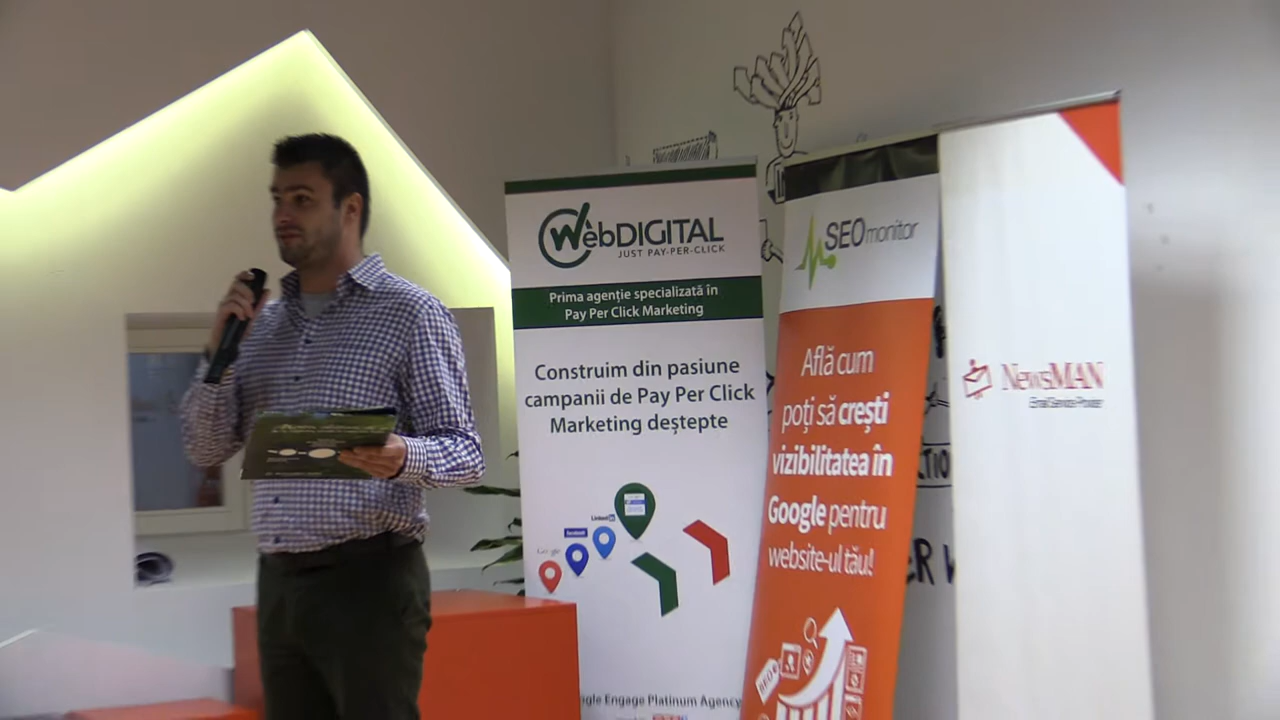 WebDIGITAL
JUST PAY-PER-CLICK
Prima agenție specializată în
Pay Per Click Marketing
Construim din pasiune
campanii de Pay Per Click
Marketing deștepte
LinkedIn
facebook
Google
gle Engage Platinum Agency
SEOmonitor
Află cum
poți să crești
vizibilitatea în
Google pentru
website-ul tău!
SEO
NewsMAN
Email Service Provider